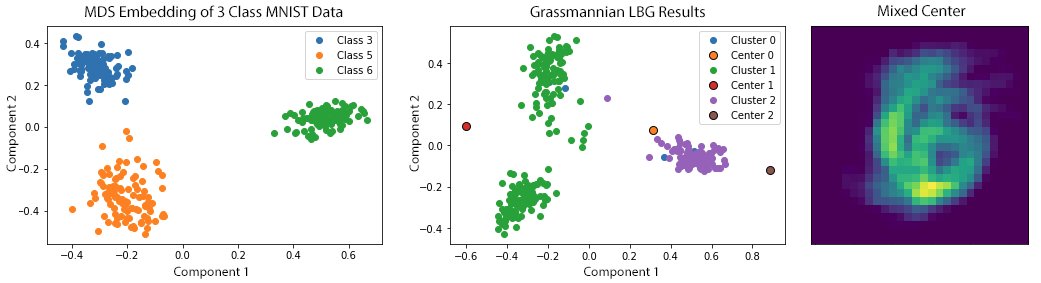 MDS Embedding of 3 Class MNIST Data
Class 3
Class 5
Class 6
0.4
0.2
0.0
−0.2
−0.4
Component 2
−0.4
−0.2
0.0
0.2
0.4
0.6
Component 1
Grassmannian LBG Results
Cluster 0
Center 0
Cluster 1
Center 1
Cluster 2
Center 2
0.4
0.2
0.0
−0.2
−0.4
Component 2
−0.6
−0.4
−0.2
0.0
0.2
0.4
0.6
0.8
Component 1
Mixed Center